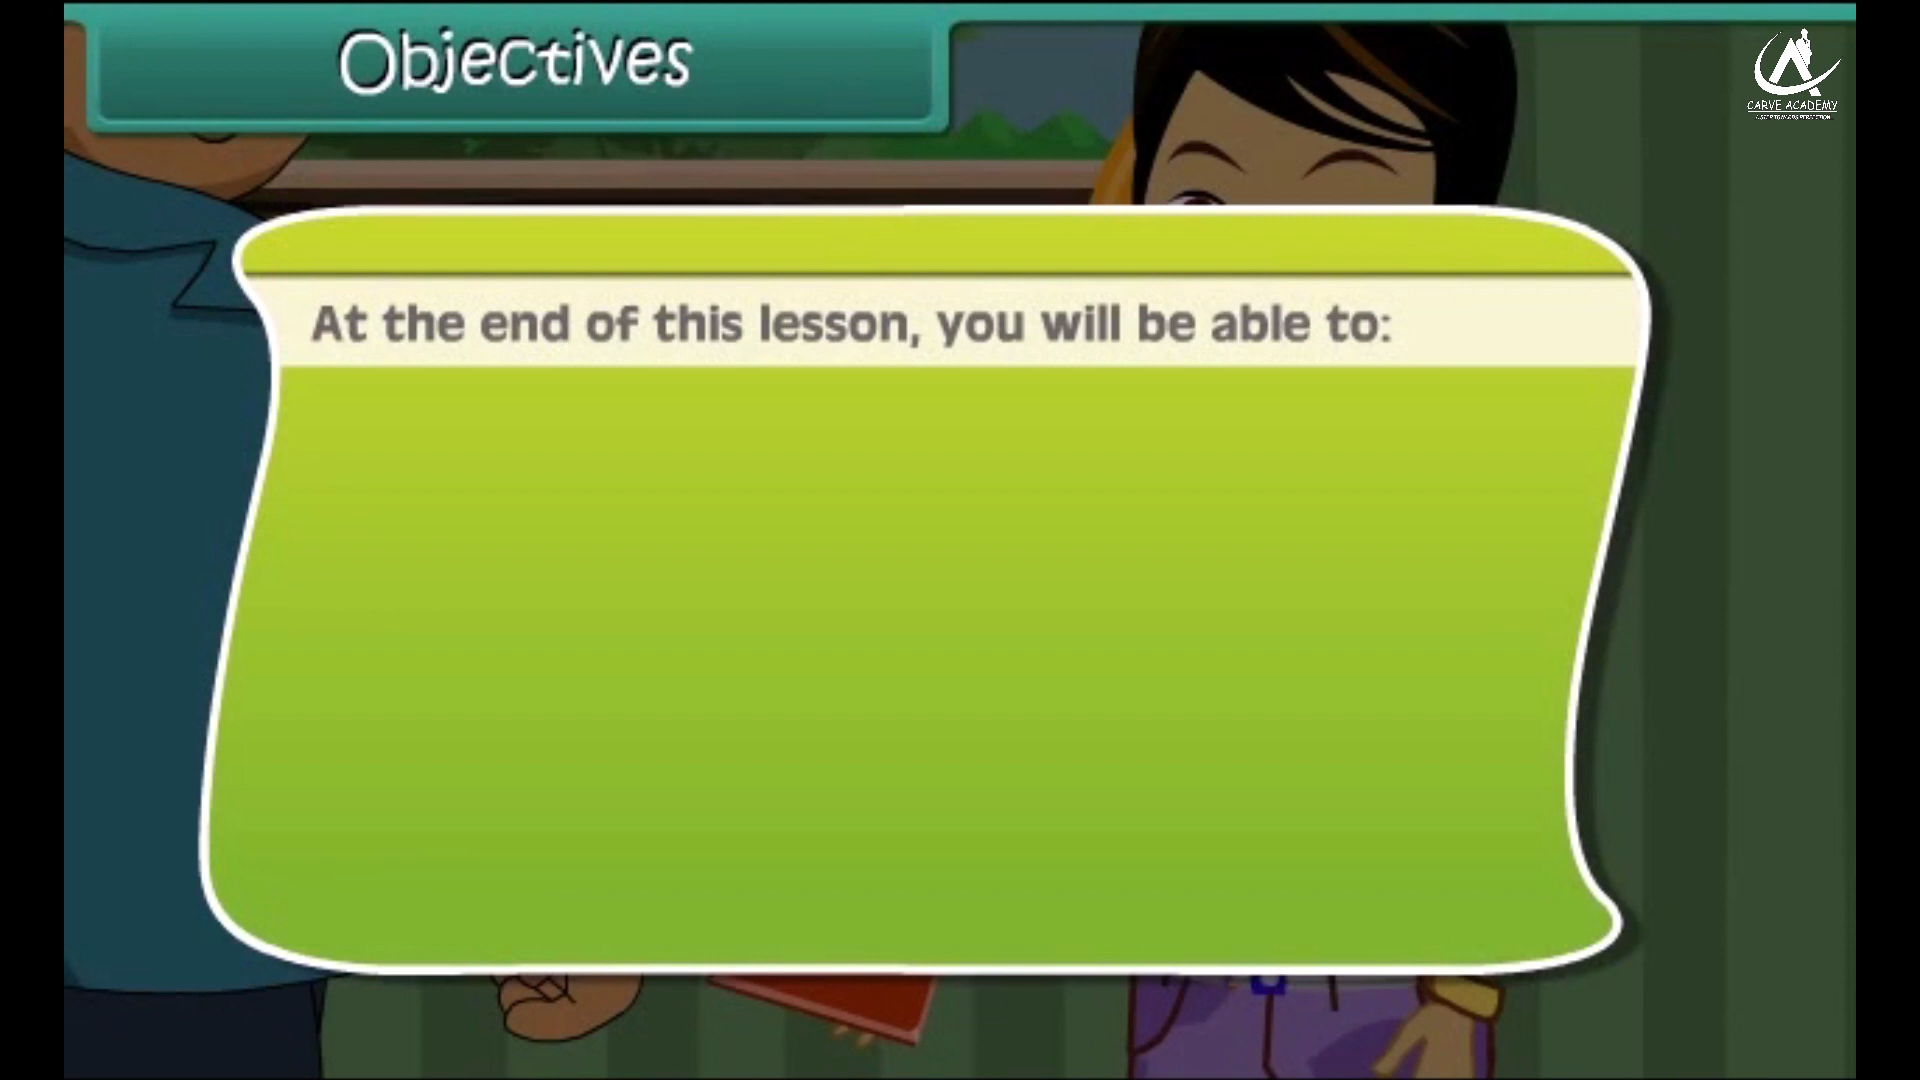 Objectives
CARVE ACADEMY
At the end of this lesson, you will be able to: